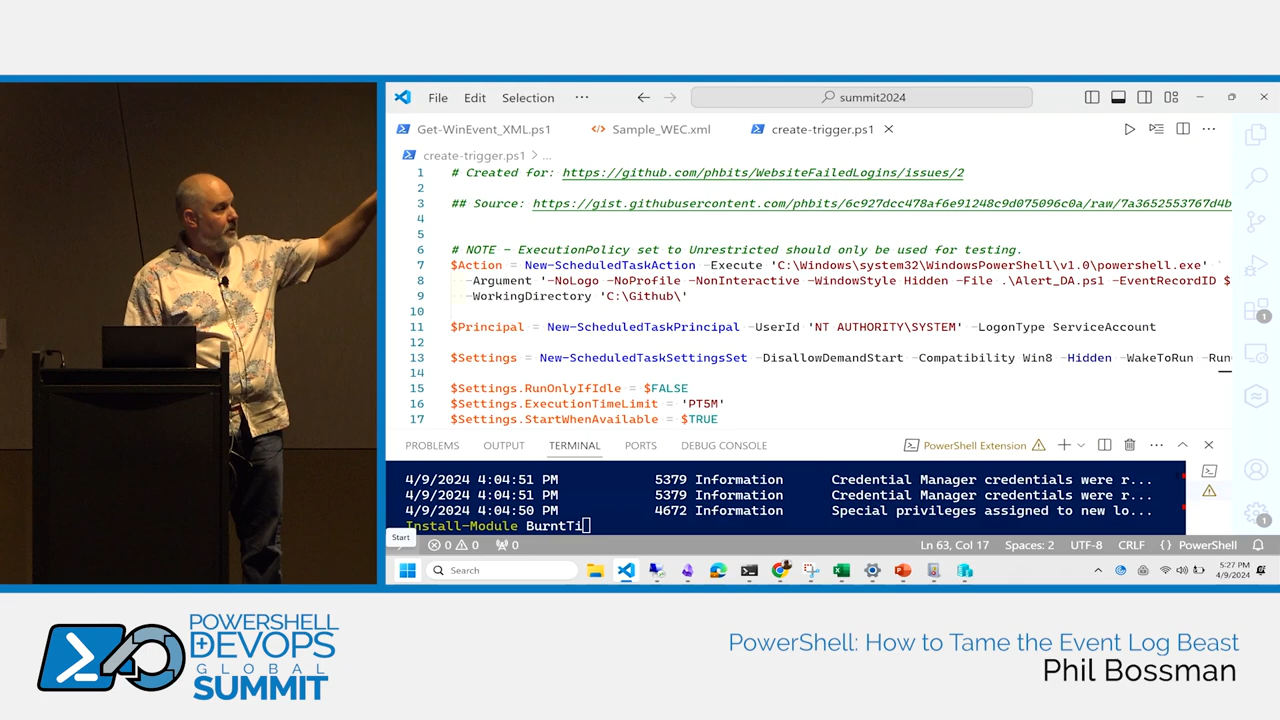 File Edit Selection ··· summit2024
Get-WinEvent_XML.ps1 Sample_WEC.xml create-trigger.ps1
create-trigger.ps1 > ...
1 # Created for: https://github.com/phbits/WebsiteFailedLogins/issues/2
2
3 ## Source: https://gist.githubusercontent.com/phbits/6c927dcc478af6e91248c9d075096c0a/raw/7a3652553767d4b
4
5
6 # NOTE - ExecutionPolicy set to Unrestricted should only be used for testing.
7 $Action = New-ScheduledTaskAction -Execute 'C:\Windows\system32\WindowsPowerShell\v1.0\powershell.exe' `
8 -Argument '-NoLogo -NoProfile -NonInteractive -WindowStyle Hidden -File .\Alert_DA.ps1 -EventRecordID $
9 -WorkingDirectory 'C:\Github\'
10
11 $Principal = New-ScheduledTaskPrincipal -UserId 'NT AUTHORITY\SYSTEM' -LogonType ServiceAccount
12
13 $Settings = New-ScheduledTaskSettingsSet -DisallowDemandStart -Compatibility Win8 -Hidden -WakeToRun -Run
14
15 $Settings.RunOnlyIfIdle = $FALSE
16 $Settings.ExecutionTimeLimit = 'PT5M'
17 $Settings.StartWhenAvailable = $TRUE
PROBLEMS OUTPUT TERMINAL PORTS DEBUG CONSOLE PowerShell Extension
4/9/2024 4:04:51 PM 5379 Information Credential Manager credentials were r...
4/9/2024 4:04:51 PM 5379 Information Credential Manager credentials were r...
4/9/2024 4:04:50 PM 4672 Information Special privileges assigned to new lo...
Install-Module BurntTi
Start
0 0 0 Ln 63, Col 17 Spaces: 2 UTF-8 CRLF { } PowerShell
1
1
Search
5:27 PM
4/9/2024
POWERSHELL
+DEVOPS
GLOBAL
SUMMIT
PowerShell: How to Tame the Event Log Beast
Phil Bossman